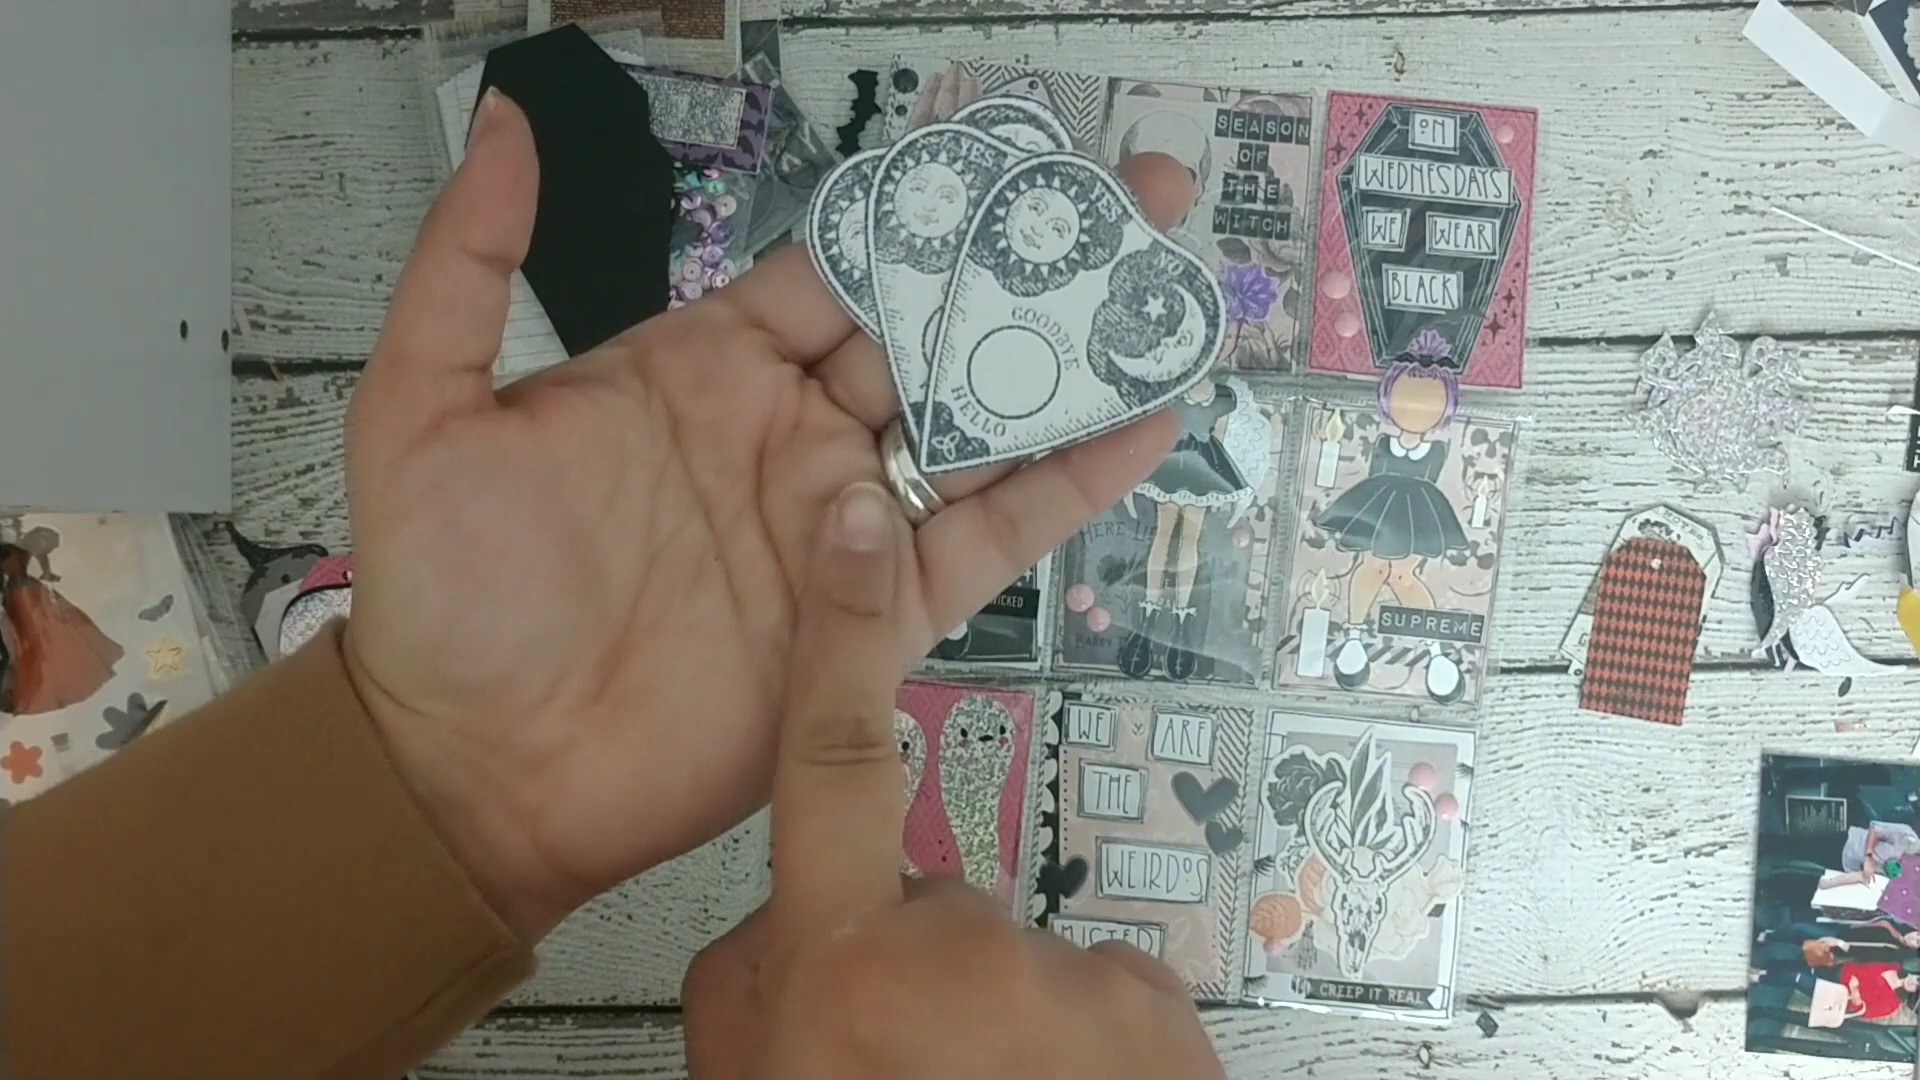 YES
YES
NO
GOODBYE
HELLO
SEASON
OF
THE
WITCH
ON
WEDNESDAYS
WE WEAR
BLACK
HERE LIE
WICKED
SUPREME
WE ARE
THE
WEIRDOS
MISTER
CREEP IT REAL